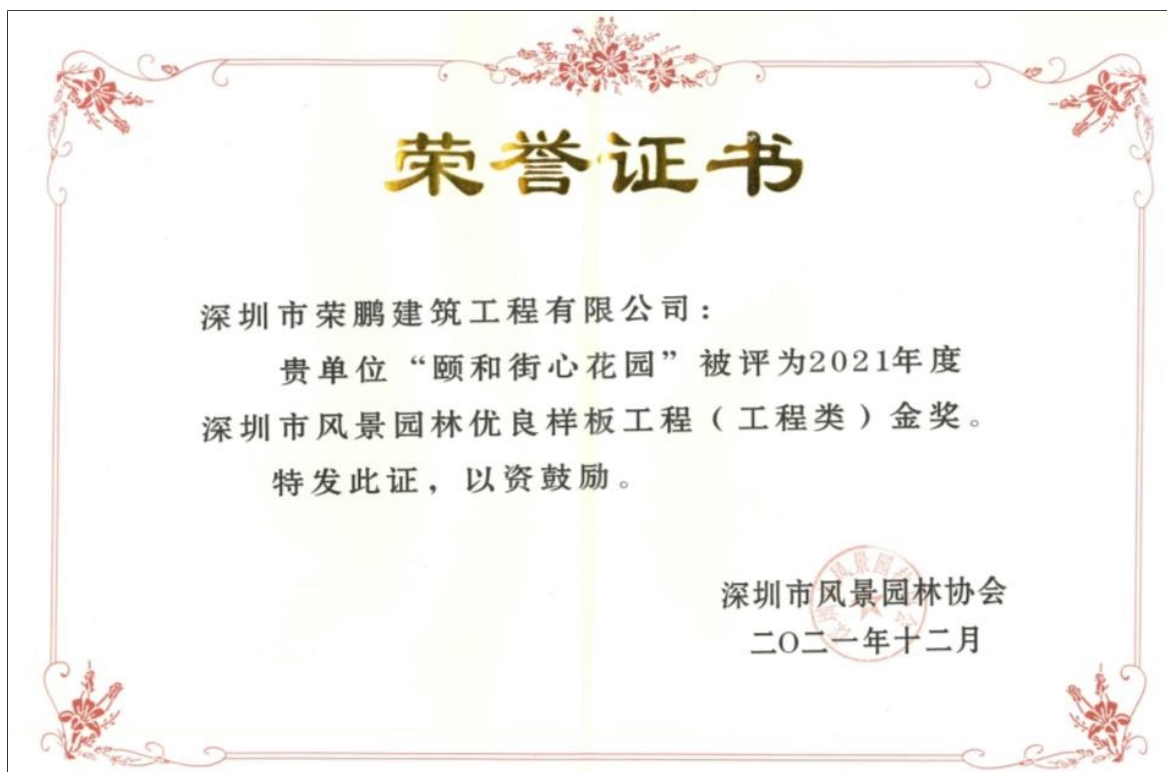 荣誉证书
深圳市荣鹏建筑工程有限公司：
贵单位“颐和街心花园”被评为2021年度
深圳市风景园林优良样板工程（工程类）金奖。
特发此证，以资鼓励。
深圳市风景园林协会
二〇二一年十二月